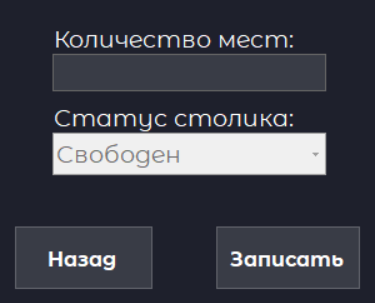 Количество мест:
Статус столика:
Свободен
Назад
Записать